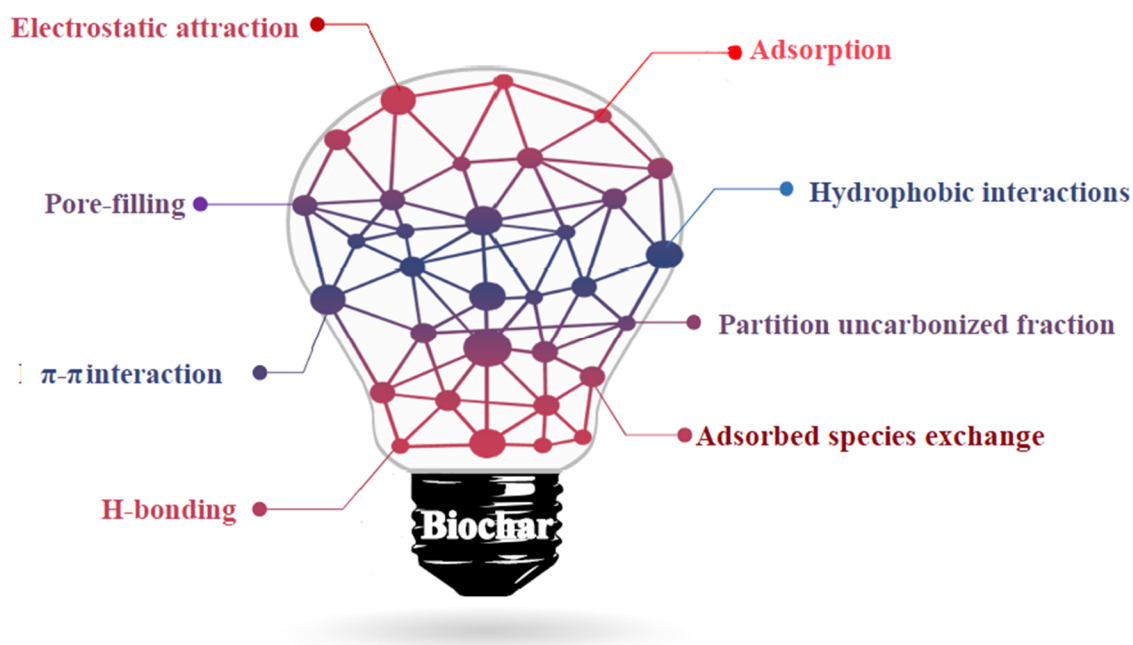 Electrostatic attraction
Adsorption
Pore-filling
Hydrophobic interactions
Partition uncarbonized fraction
π-π interaction
Adsorbed species exchange
H-bonding
Biochar